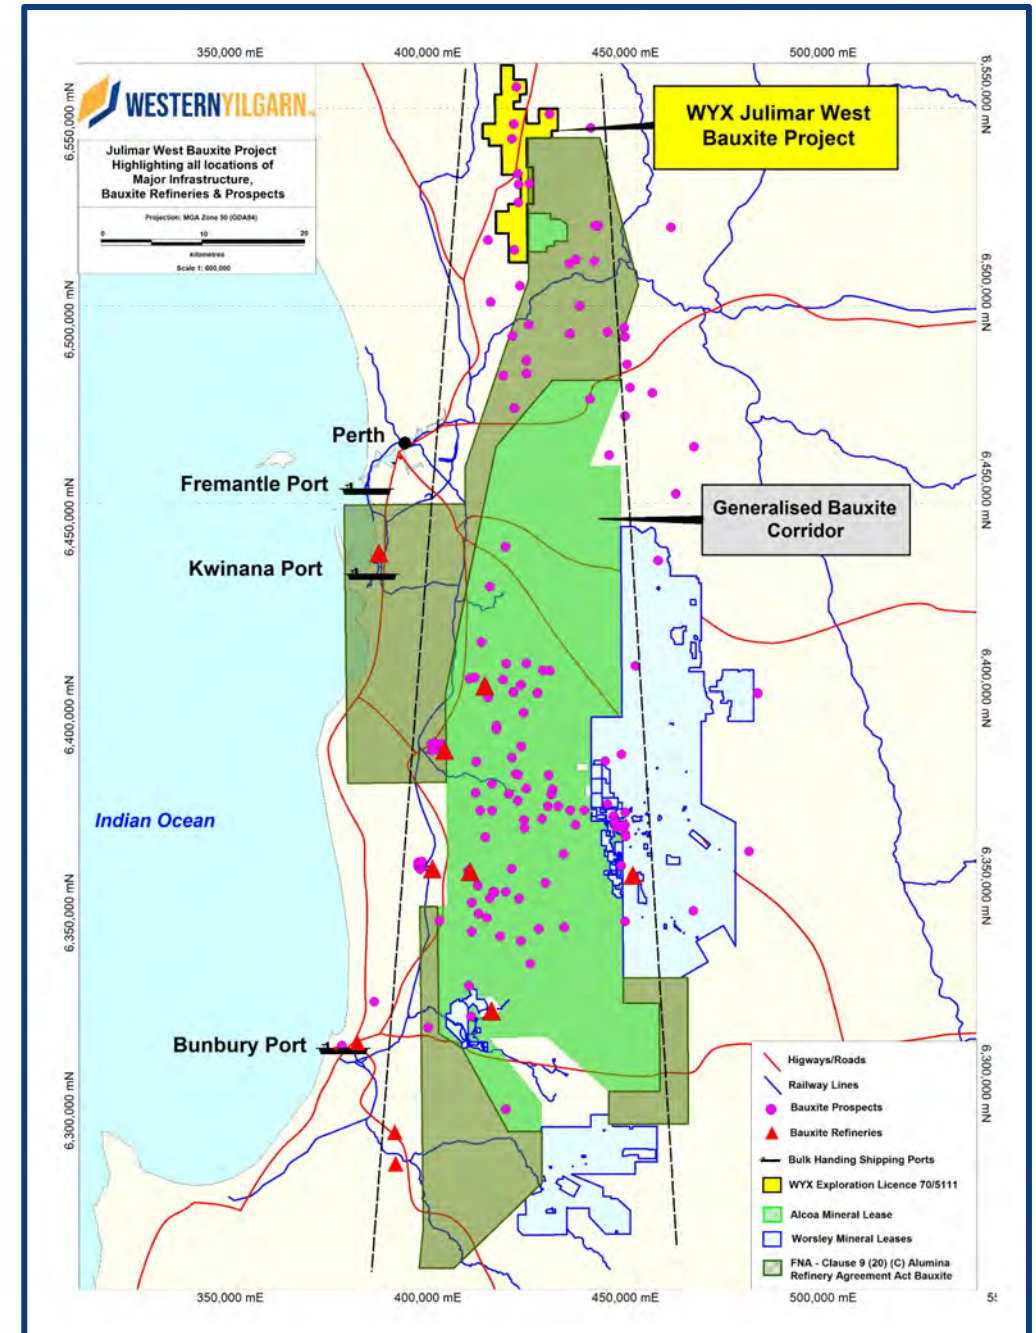 350,000 mE
400,000 mE
450,000 mE
500,000 mE
6,550,000 mN
6,550,000 mN
WESTERNYILGARN
Julimar West Bauxite Project
Highlighting all locations of
Major Infrastructure,
Bauxite Refineries & Prospects
Projection: MGA Zone 50 (GDA94)
0
10
20
kilometres
Scale 1: 600,000
WYX Julimar West
Bauxite Project
6,500,000 mN
6,500,000 mN
Perth
Fremantle Port
6,450,000 mN
6,450,000 mN
Generalised Bauxite
Corridor
Kwinana Port
6,400,000 mN
6,400,000 mN
Indian Ocean
6,350,000 mN
6,350,000 mN
Bunbury Port
6,300,000 mN
6,300,000 mN
Higways/Roads
Railway Lines
Bauxite Prospects
Bauxite Refineries
Bulk Handing Shipping Ports
WYX Exploration Licence 70/5111
Alcoa Mineral Lease
Worsley Mineral Leases
FNA - Clause 9 (20) (C) Alumina
Refinery Agreement Act Bauxite
350,000 mE
400,000 mE
450,000 mE
500,000 mE